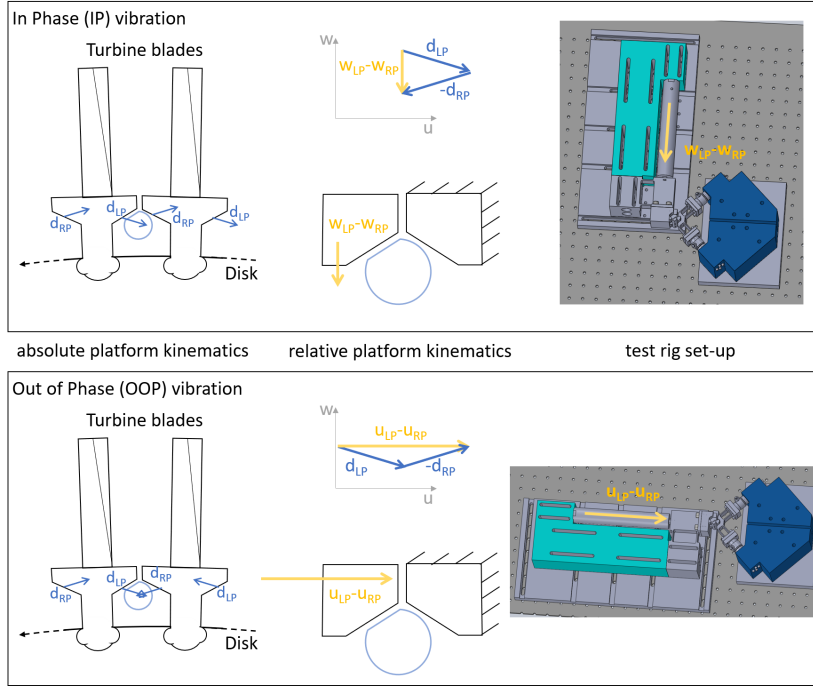 In Phase (IP) vibration
Turbine blades
w
d_LP
w_LP-w_RP
-d_RP
u
w_LP-w_RP
d_RP
d_LP
d_RP
d_LP
w_LP-w_RP
Disk
absolute platform kinematics
relative platform kinematics
test rig set-up
Out of Phase (OOP) vibration
Turbine blades
w
u_LP-u_RP
d_LP
-d_RP
u
u_LP-u_RP
d_RP
d_LP
d_RP
d_LP
u_LP-u_RP
Disk